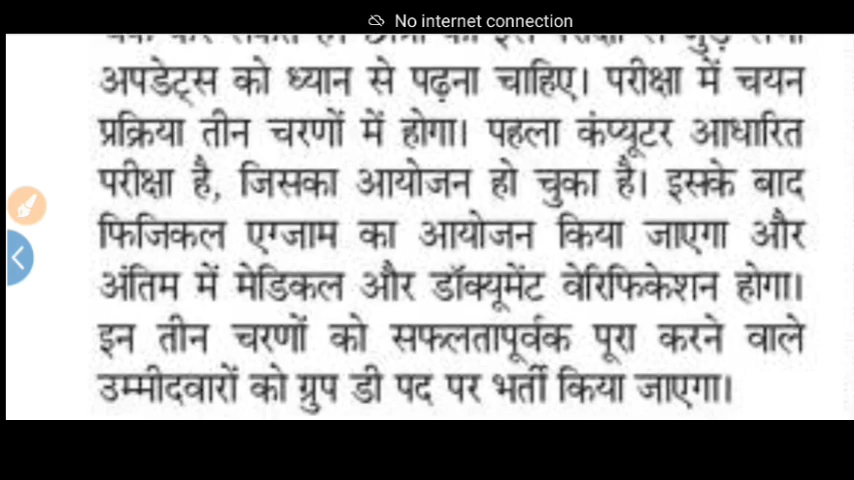 No internet connection
अपडेट्स को ध्यान से पढ़ना चाहिए। परीक्षा में चयन
प्रक्रिया तीन चरणों में होगा। पहला कंप्यूटर आधारित
परीक्षा है, जिसका आयोजन हो चुका है। इसके बाद
फिजिकल एग्जाम का आयोजन किया जाएगा और
अंतिम में मेडिकल और डॉक्यूमेंट वेरिफिकेशन होगा।
इन तीन चरणों को सफलतापूर्वक पूरा करने वाले
उम्मीदवारों को ग्रुप डी पद पर भर्ती किया जाएगा।